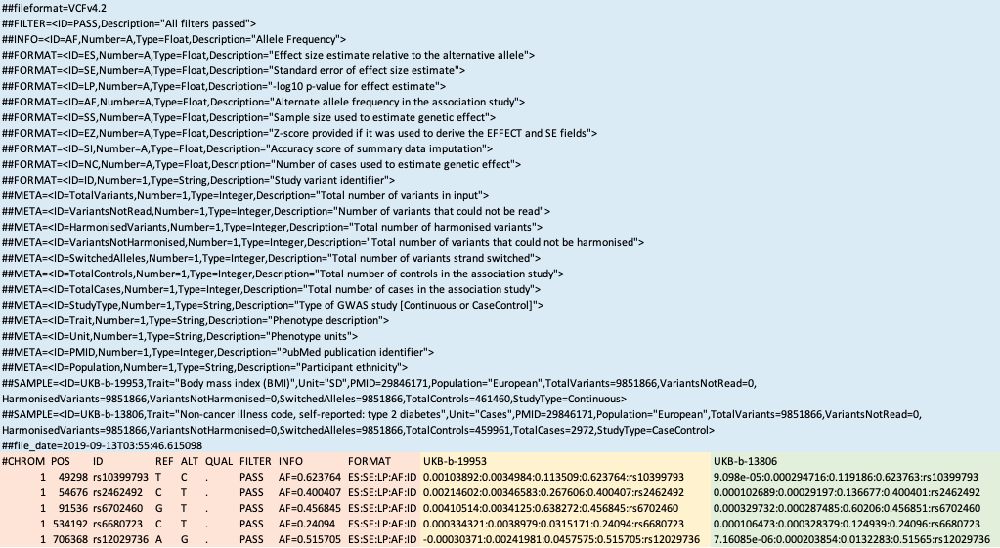 ##fileformat=VCFv4.2
##FILTER=<ID=PASS,Description="All filters passed">
##INFO=<ID=AF,Number=A,Type=Float,Description="Allele Frequency">
##FORMAT=<ID=ES,Number=A,Type=Float,Description="Effect size estimate relative to the alternative allele">
##FORMAT=<ID=SE,Number=A,Type=Float,Description="Standard error of effect size estimate">
##FORMAT=<ID=LP,Number=A,Type=Float,Description="-log10 p-value for effect estimate">
##FORMAT=<ID=AF,Number=A,Type=Float,Description="Alternate allele frequency in the association study">
##FORMAT=<ID=SS,Number=A,Type=Float,Description="Sample size used to estimate genetic effect">
##FORMAT=<ID=EZ,Number=A,Type=Float,Description="Z-score provided if it was used to derive the EFFECT and SE fields">
##FORMAT=<ID=SI,Number=A,Type=Float,Description="Accuracy score of summary data imputation">
##FORMAT=<ID=NC,Number=A,Type=Float,Description="Number of cases used to estimate genetic effect">
##FORMAT=<ID=ID,Number=1,Type=String,Description="Study variant identifier">
##META=<ID=TotalVariants,Number=1,Type=Integer,Description="Total number of variants in input">
##META=<ID=VariantsNotRead,Number=1,Type=Integer,Description="Number of variants that could not be read">
##META=<ID=HarmonisedVariants,Number=1,Type=Integer,Description="Total number of harmonised variants">
##META=<ID=VariantsNotHarmonised,Number=1,Type=Integer,Description="Total number of variants that could not be harmonised">
##META=<ID=SwitchedAlleles,Number=1,Type=Integer,Description="Total number of variants strand switched">
##META=<ID=TotalControls,Number=1,Type=Integer,Description="Total number of controls in the association study">
##META=<ID=TotalCases,Number=1,Type=Integer,Description="Total number of cases in the association study">
##META=<ID=StudyType,Number=1,Type=String,Description="Type of GWAS study [Continuous or CaseControl]">
##META=<ID=Trait,Number=1,Type=String,Description="Phenotype description">
##META=<ID=Unit,Number=1,Type=String,Description="Phenotype units">
##META=<ID=PMID,Number=1,Type=Integer,Description="PubMed publication identifier">
##META=<ID=Population,Number=1,Type=String,Description="Participant ethnicity">
##SAMPLE=<ID=UKB-b-19953,Trait="Body mass index (BMI)",Unit="SD",PMID=29846171,Population="European",TotalVariants=9851866,VariantsNotRead=0,
HarmonisedVariants=9851866,VariantsNotHarmonised=0,SwitchedAlleles=9851866,TotalControls=461460,StudyType=Continuous>
##SAMPLE=<ID=UKB-b-13806,Trait="Non-cancer illness code, self-reported: type 2 diabetes",Unit="Cases",PMID=29846171,Population="European",TotalVariants=9851866,VariantsNotRead=0,
HarmonisedVariants=9851866,VariantsNotHarmonised=0,SwitchedAlleles=9851866,TotalControls=459961,TotalCases=2972,StudyType=CaseControl>
##file_date=2019-09-13T03:55:46.615098
#CHROM POS ID REF ALT QUAL FILTER INFO FORMAT UKB-b-19953 UKB-b-13806
1 49298 rs10399793 T C . PASS AF=0.623764 ES:SE:LP:AF:ID 0.00103892:0.0034984:0.113509:0.623764:rs10399793 9.098e-05:0.000294716:0.119186:0.623763:rs10399793
1 54676 rs2462492 C T . PASS AF=0.400407 ES:SE:LP:AF:ID 0.00214602:0.00346583:0.267606:0.400407:rs2462492 0.000102689:0.00029197:0.136677:0.400401:rs2462492
1 91536 rs6702460 G T . PASS AF=0.456845 ES:SE:LP:AF:ID 0.00410514:0.0034125:0.638272:0.456845:rs6702460 0.000329732:0.000287485:0.60206:0.456851:rs6702460
1 534192 rs6680723 C T . PASS AF=0.24094 ES:SE:LP:AF:ID 0.000334321:0.0038979:0.0315171:0.24094:rs6680723 0.000106473:0.000328379:0.124939:0.24096:rs6680723
1 706368 rs12029736 A G . PASS AF=0.515705 ES:SE:LP:AF:ID -0.00030371:0.00241981:0.0457575:0.515705:rs12029736 7.16085e-06:0.000203854:0.0132283:0.51565:rs12029736